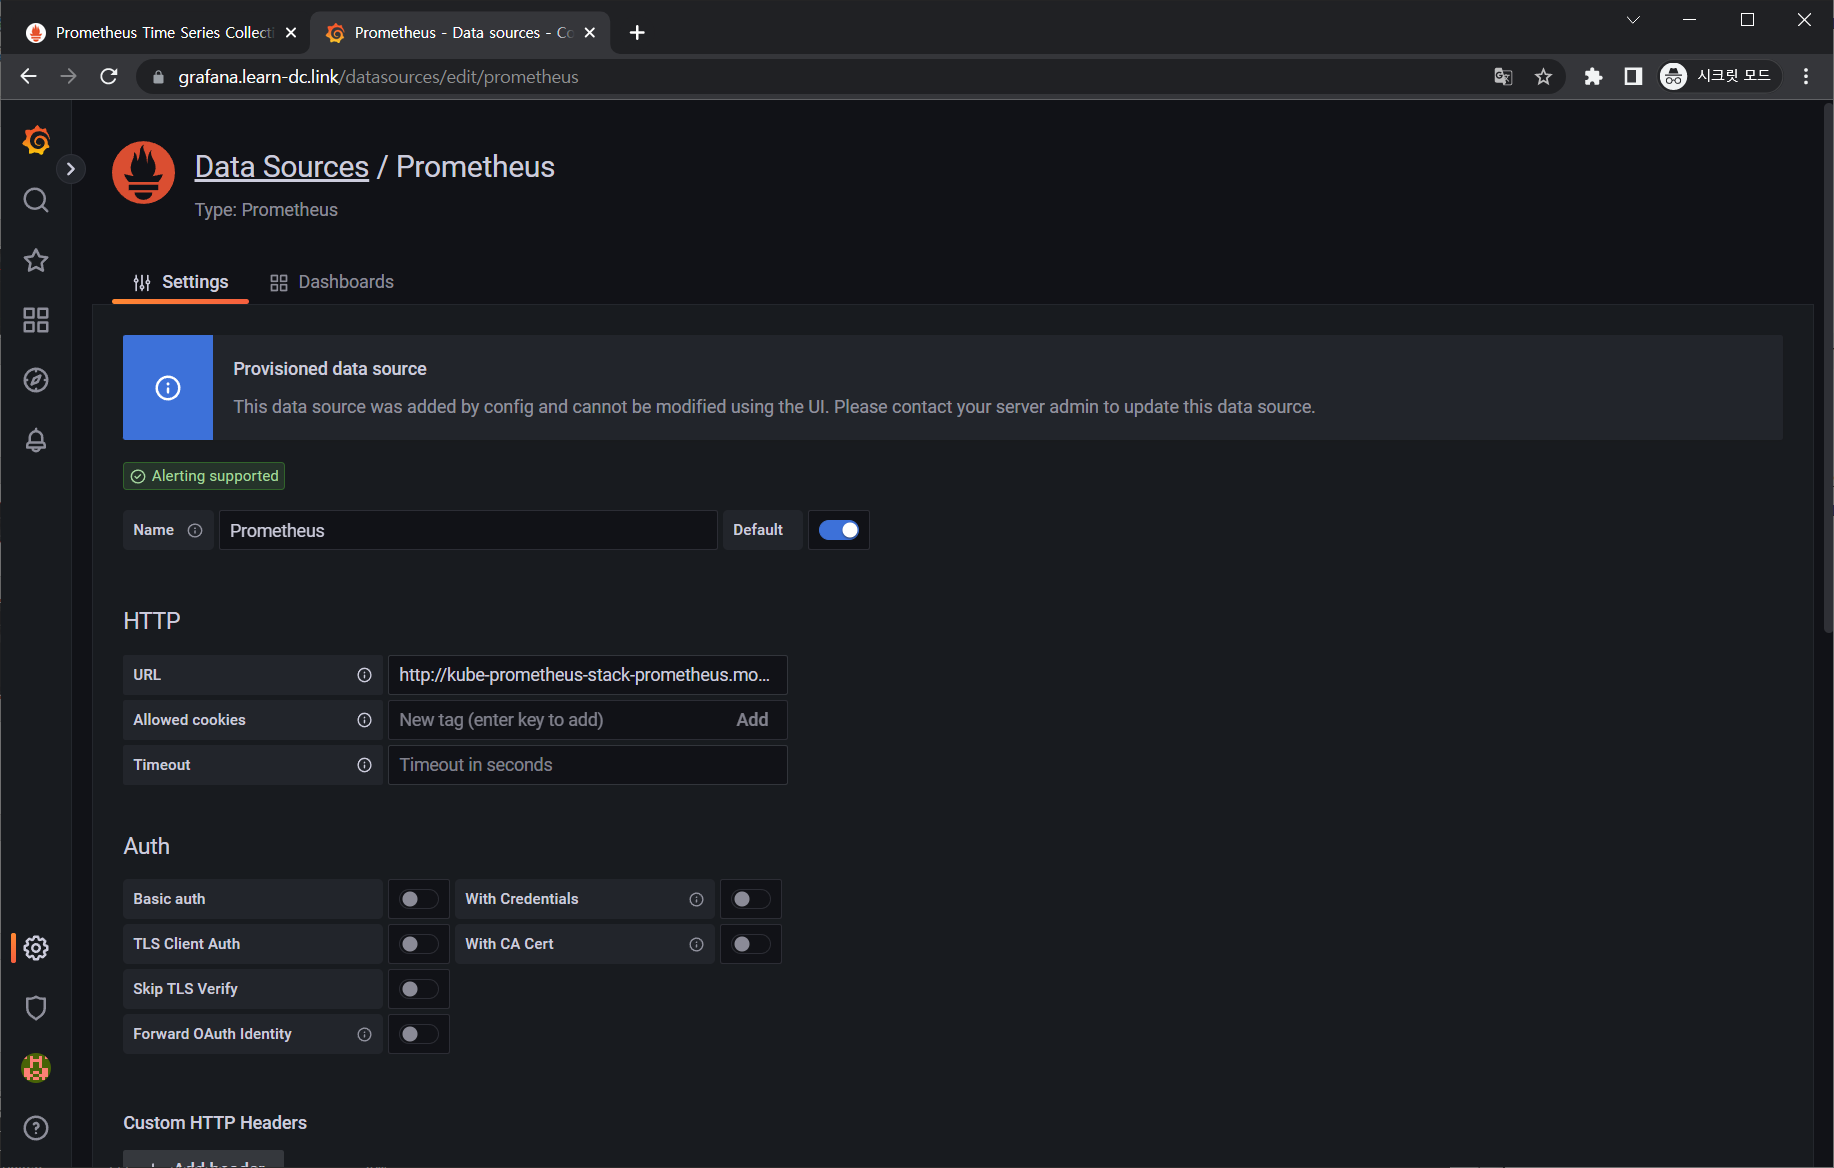 Prometheus Time Series Collecti
Prometheus - Data sources - Co
grafana.learn-dc.link/datasources/edit/prometheus
시크릿 모드
Data Sources / Prometheus
Type: Prometheus
Settings
Dashboards
Provisioned data source
This data source was added by config and cannot be modified using the UI. Please contact your server admin to update this data source.
Alerting supported
Name
Prometheus
Default
HTTP
URL
http://kube-prometheus-stack-prometheus.mo...
Allowed cookies
New tag (enter key to add)
Add
Timeout
Timeout in seconds
Auth
Basic auth
With Credentials
TLS Client Auth
With CA Cert
Skip TLS Verify
Forward OAuth Identity
Custom HTTP Headers
Add header